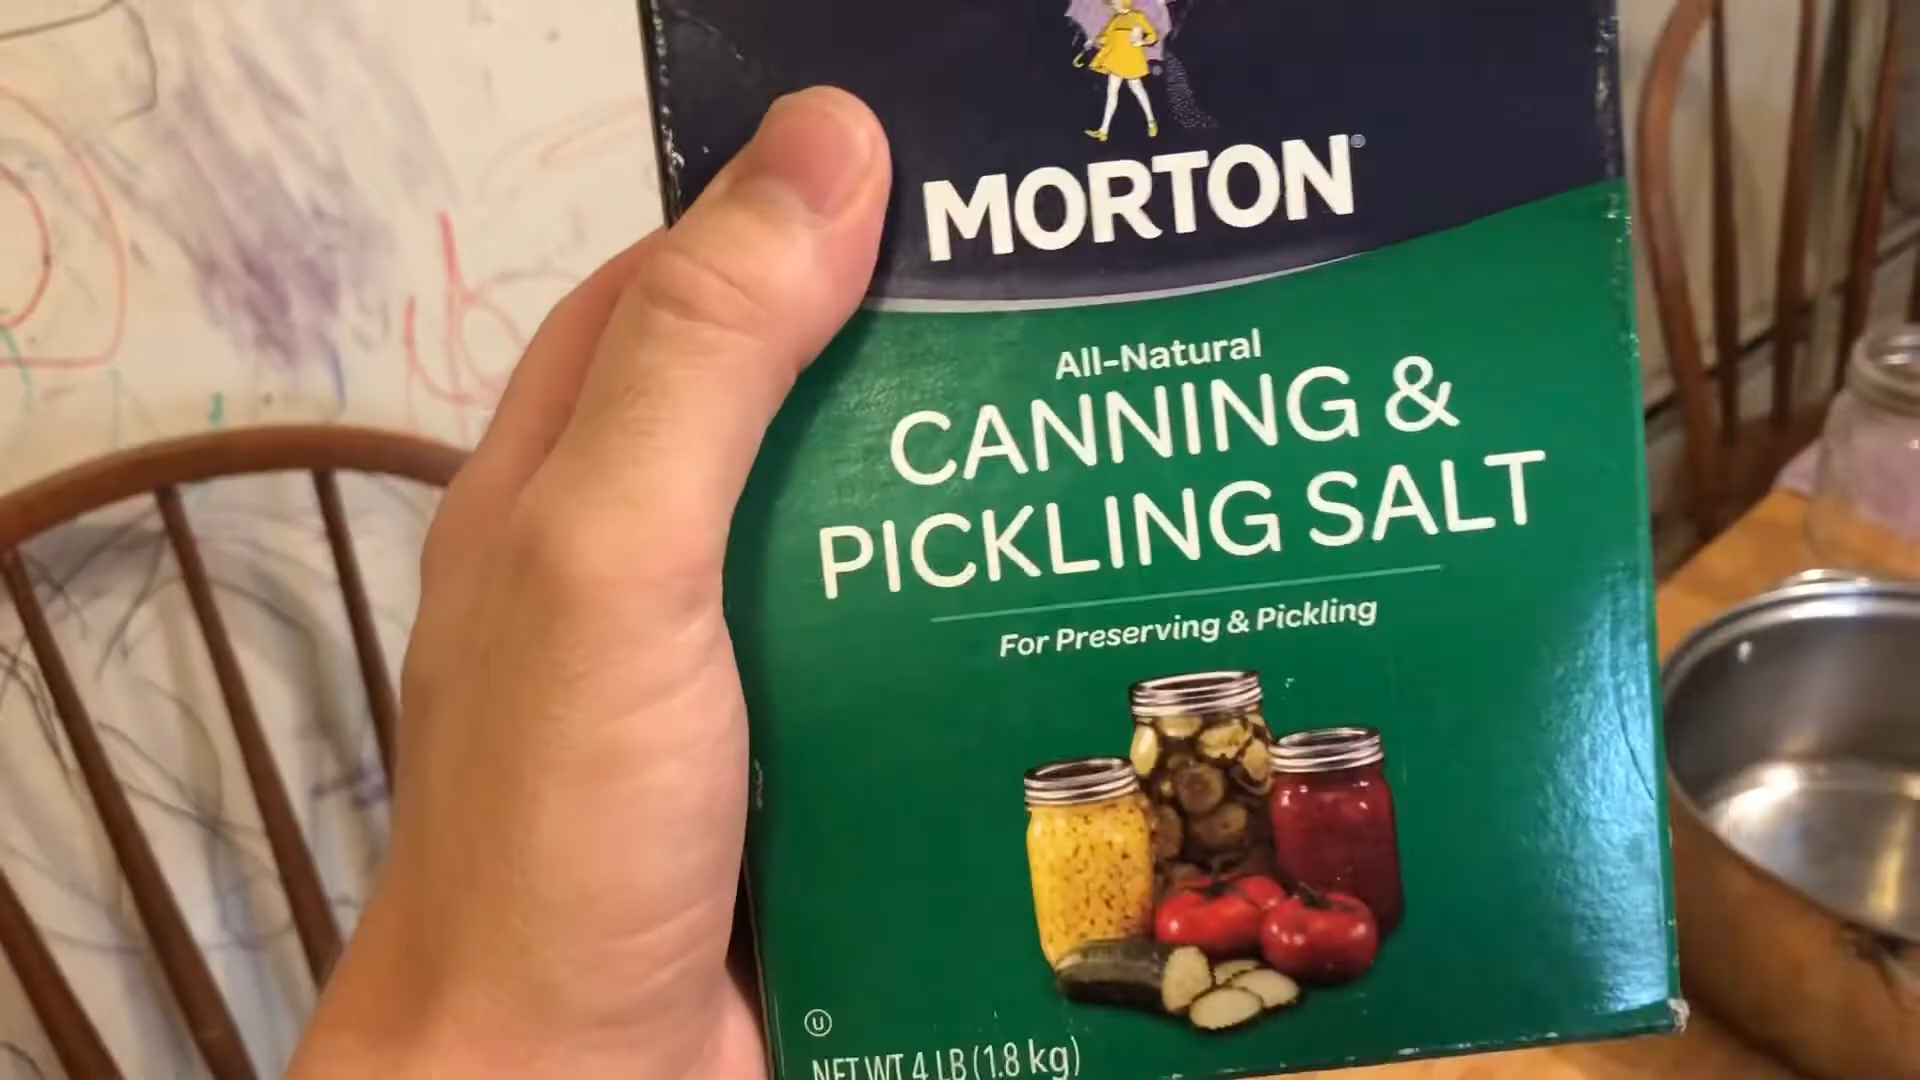 MORTON®
All-Natural
CANNING &
PICKLING SALT
For Preserving & Pickling
U
NET WT 4 LB (1.8 kg)